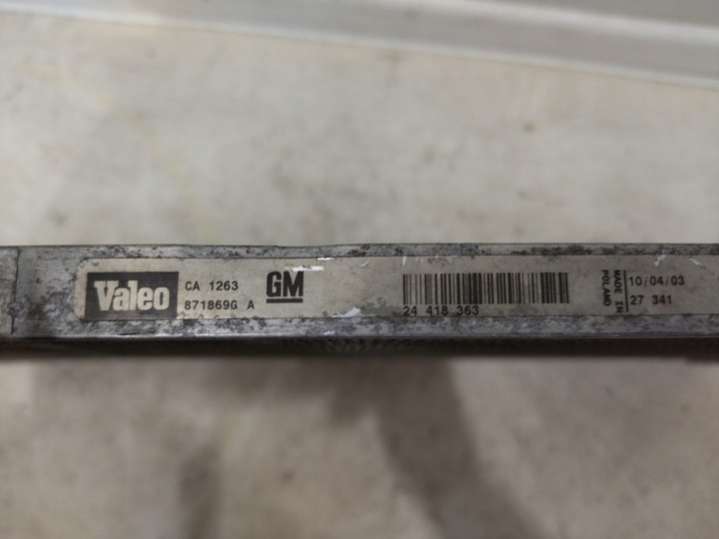 Valeo
CA 1263
871869G A
GM
24 418 363
MADE IN
POLAND
10/04/03
27 341